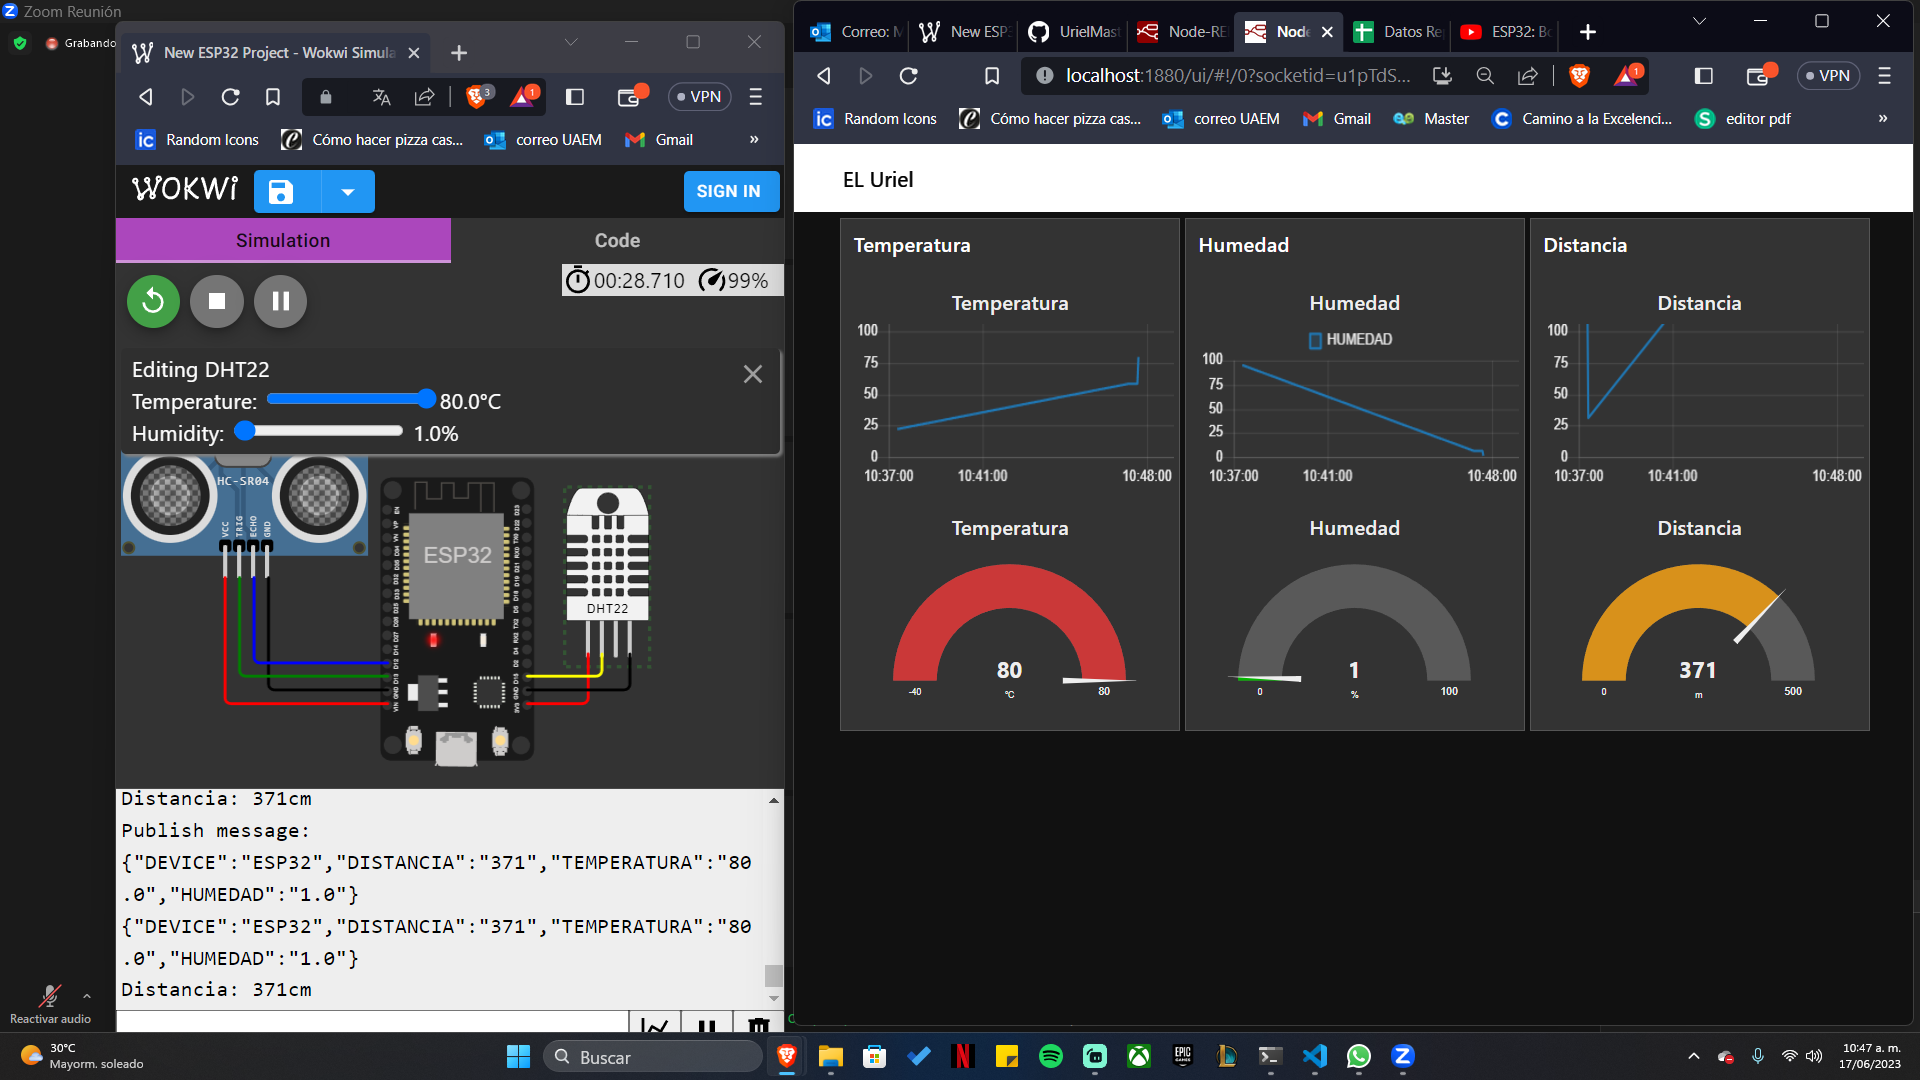 Zoom Reunión
Grabando
New ESP32 Project - Wokwi Simula
3
1
VPN
Random Icons
Cómo hacer pizza cas...
correo UAEM
Gmail
»
WOKWi
SIGN IN
Simulation
Code
00:28.710
99%
Editing DHT22
Temperature:
80.0°C
Humidity:
1.0%
HC-SR04
VCC
TRIG
ECHO
GND
ESP32
DHT22
Distancia: 371cm
Publish message:
{"DEVICE":"ESP32","DISTANCIA":"371","TEMPERATURA":"80
.0","HUMEDAD":"1.0"}
{"DEVICE":"ESP32","DISTANCIA":"371","TEMPERATURA":"80
.0","HUMEDAD":"1.0"}
Distancia: 371cm
Correo: M
New ESP
UrielMast
Node-RE
Node
Datos Re
ESP32: Bo
localhost:1880/ui/#!/0?socketid=u1pTdS...
1
VPN
Random Icons
Cómo hacer pizza cas...
correo UAEM
Gmail
Master
Camino a la Excelenci...
editor pdf
»
EL Uriel
Temperatura
Temperatura
100
75
50
25
0
10:37:00
10:41:00
10:48:00
Temperatura
80
°C
-40
80
Humedad
Humedad
HUMEDAD
100
75
50
25
0
10:37:00
10:41:00
10:48:00
Humedad
1
%
0
100
Distancia
Distancia
100
75
50
25
0
10:37:00
10:41:00
10:48:00
Distancia
371
m
0
500
Reactivar audio
30°C
Mayorm. soleado
Buscar
EPIC
GAMES
10:47 a. m.
17/06/2023